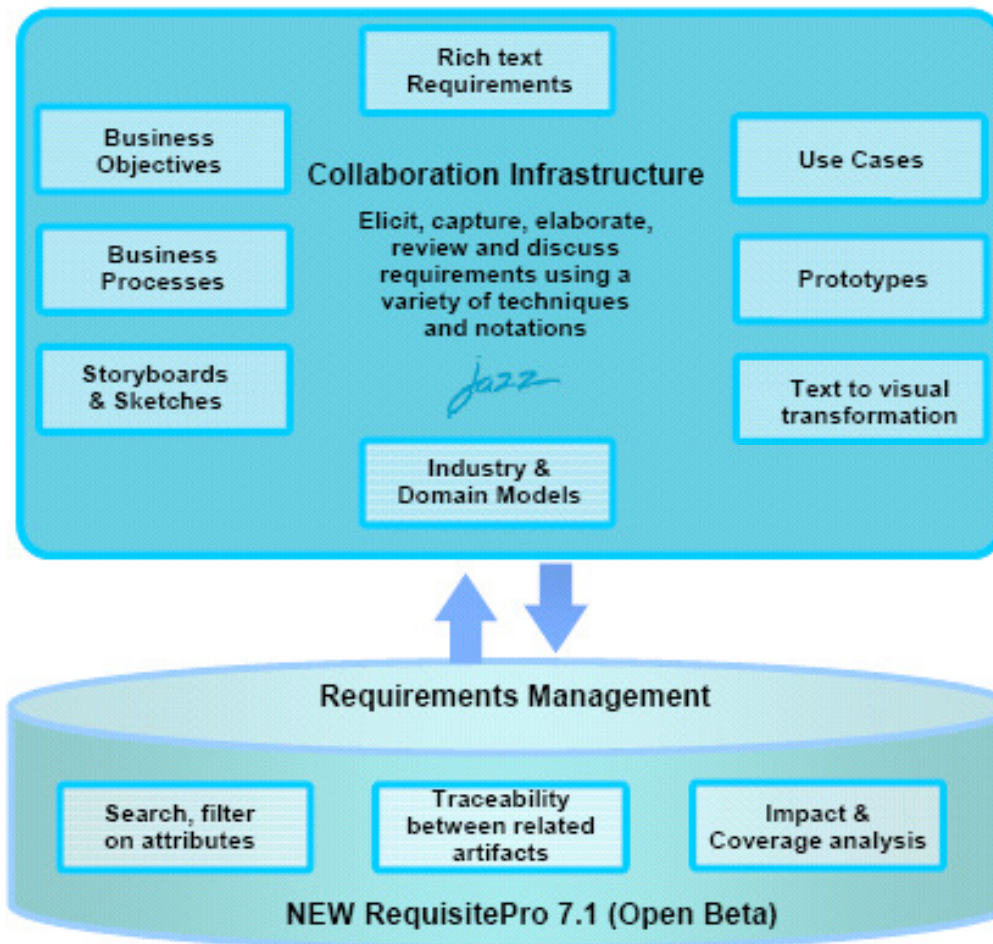 Rich text
Requirements
Business
Objectives
Use Cases
Collaboration Infrastructure
Elicit, capture, elaborate,
review and discuss
requirements using a
variety of techniques
and notations
Business
Processes
Prototypes
Storyboards
& Sketches
jazz
Text to visual
transformation
Industry &
Domain Models
Requirements Management
Search, filter
on attributes
Traceability
between related
artifacts
Impact &
Coverage analysis
NEW RequisitePro 7.1 (Open Beta)